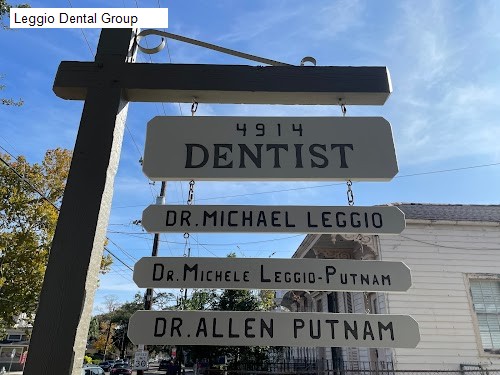 Leggio Dental Group
4914
DENTIST
DR. MICHAEL LEGGIO
DR. MICHELE LEGGIO-PUTNAM
DR. ALLEN PUTNAM